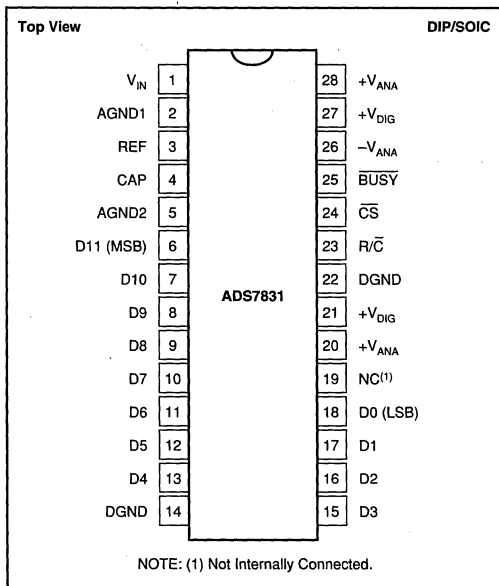 Top View DIP/SOIC
V_IN 1 28 +V_ANA
AGND1 2 27 +V_DIG
REF 3 26 –V_ANA
CAP 4 25 B̅U̅S̅Y̅
AGND2 5 24 C̅S̅
D11 (MSB) 6 23 R/C̅
D10 7 22 DGND
ADS7831
D9 8 21 +V_DIG
D8 9 20 +V_ANA
D7 10 19 NC(1)
D6 11 18 D0 (LSB)
D5 12 17 D1
D4 13 16 D2
DGND 14 15 D3
NOTE: (1) Not Internally Connected.